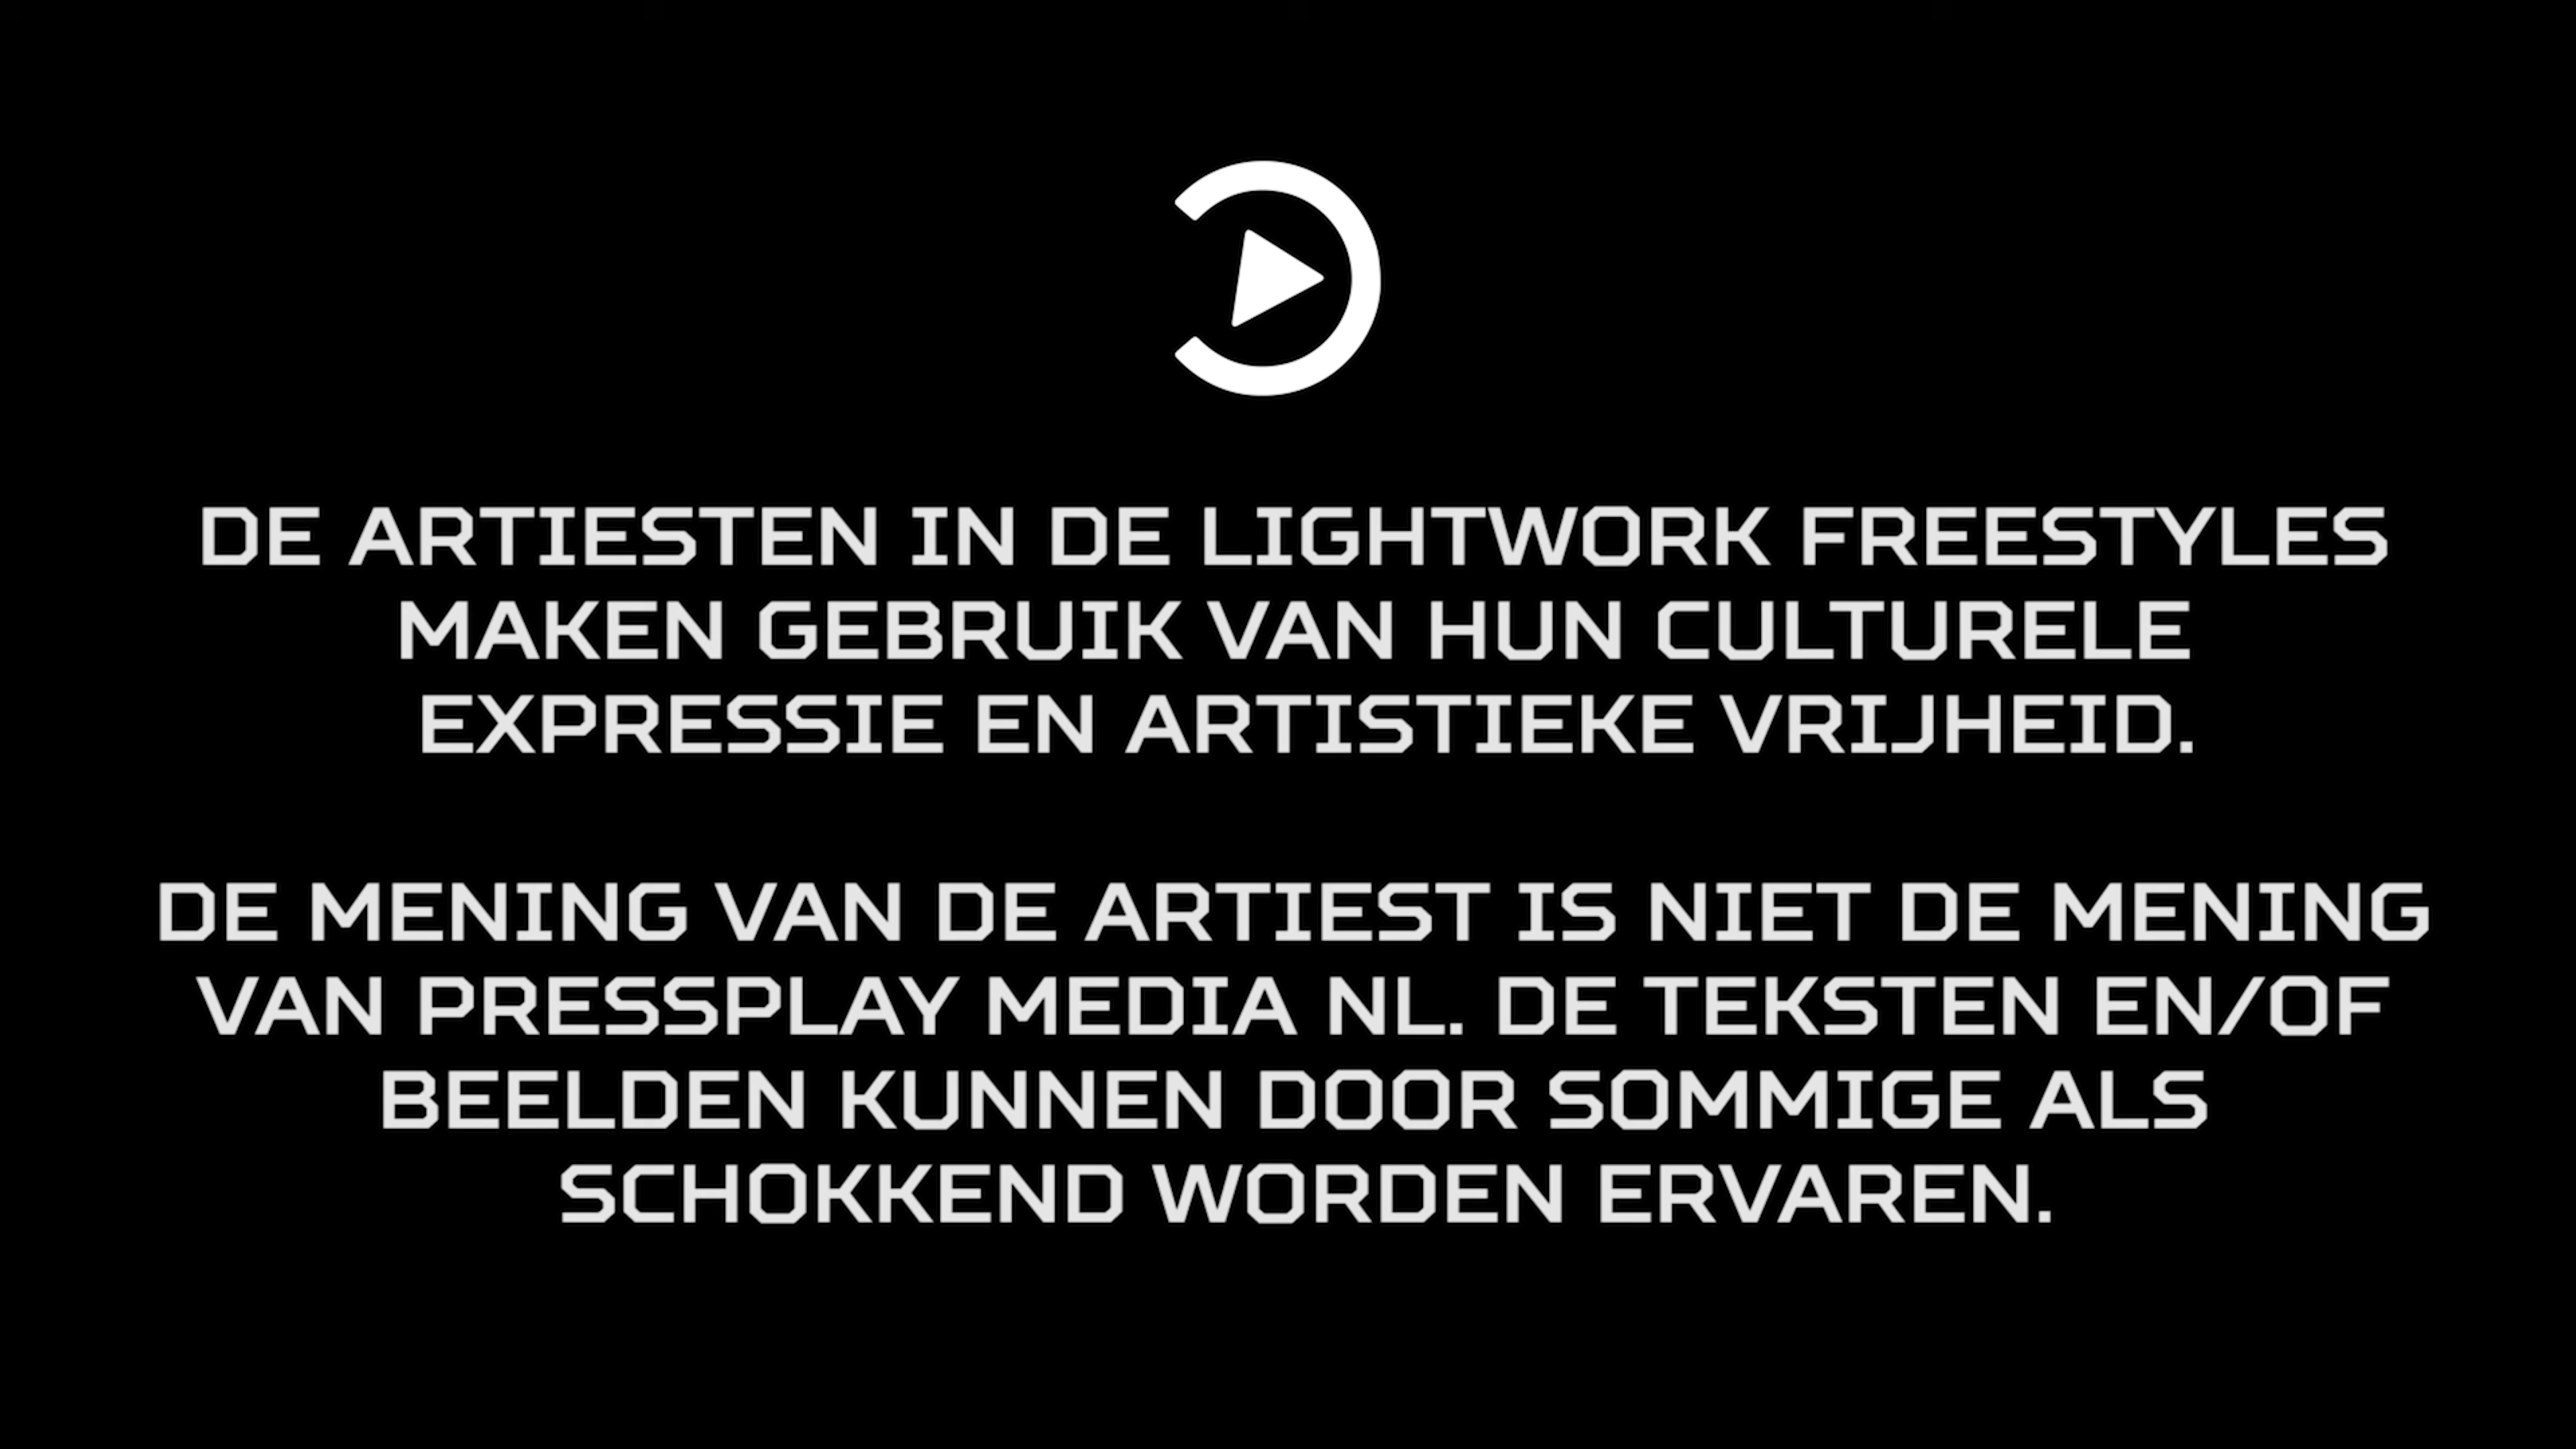 DE ARTIESTEN IN DE LIGHTWORK FREESTYLES
MAKEN GEBRUIK VAN HUN CULTURELE
EXPRESSIE EN ARTISTIEKE VRIJHEID.
DE MENING VAN DE ARTIEST IS NIET DE MENING
VAN PRESSPLAY MEDIA NL. DE TEKSTEN EN/OF
BEELDEN KUNNEN DOOR SOMMIGE ALS
SCHOKKEND WORDEN ERVAREN.